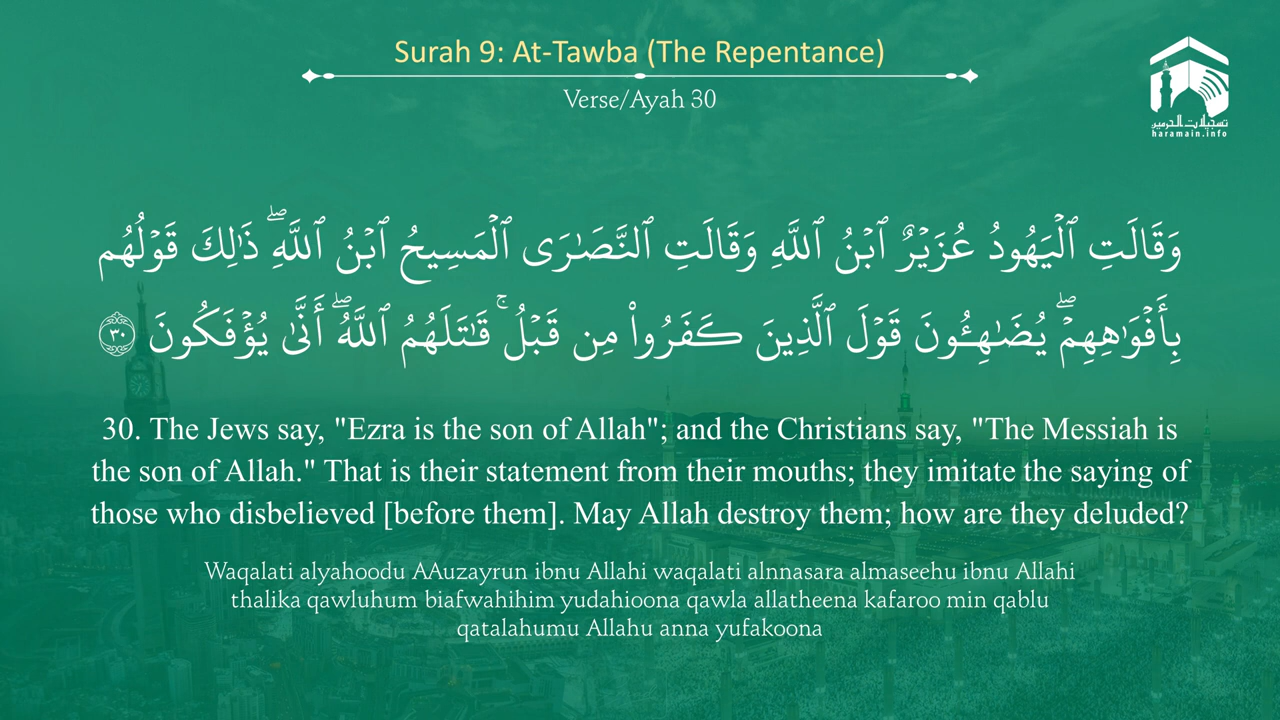 Surah 9: At-Tawba (The Repentance)
Verse/Ayah 30
تسجيلات الحرمين
haramain.info
وَقَالَتِ ٱلْيَهُودُ عُزَيْرٌ ٱبْنُ ٱللَّهِ وَقَالَتِ ٱلنَّصَـٰرَى ٱلْمَسِيحُ ٱبْنُ ٱللَّهِ ۖ ذَٰلِكَ قَوْلُهُم
بِأَفْوَٰهِهِمْ ۖ يُضَـٰهِـُٔونَ قَوْلَ ٱلَّذِينَ كَفَرُوا۟ مِن قَبْلُ ۚ قَـٰتَلَهُمُ ٱللَّهُ ۖ أَنَّىٰ يُؤْفَكُونَ ٣٠
30. The Jews say, "Ezra is the son of Allah"; and the Christians say, "The Messiah is
the son of Allah." That is their statement from their mouths; they imitate the saying of
those who disbelieved [before them]. May Allah destroy them; how are they deluded?
Waqalati alyahoodu AAuzayrun ibnu Allahi waqalati alnnasara almaseehu ibnu Allahi
thalika qawluhum biafwahihim yudahioona qawla allatheena kafaroo min qablu
qatalahumu Allahu anna yufakoona